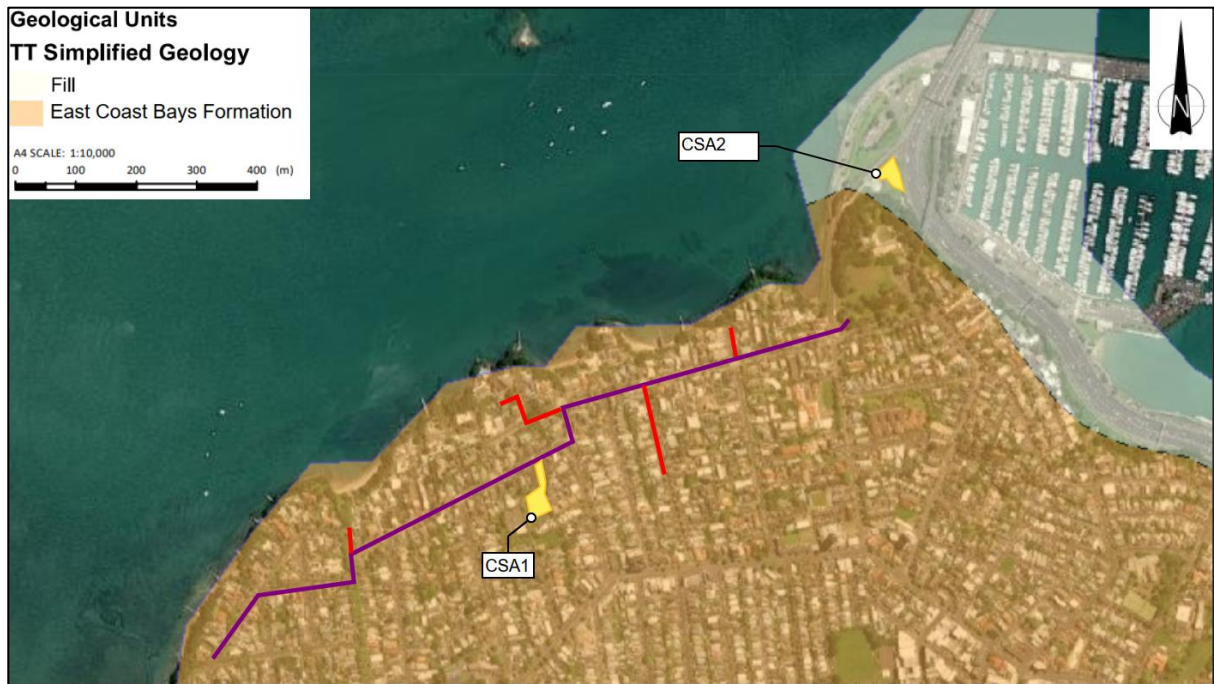 Geological Units
TT Simplified Geology
Fill
East Coast Bays Formation
A4 SCALE: 1:10,000
0 100 200 300 400 (m)
N
CSA2
CSA1